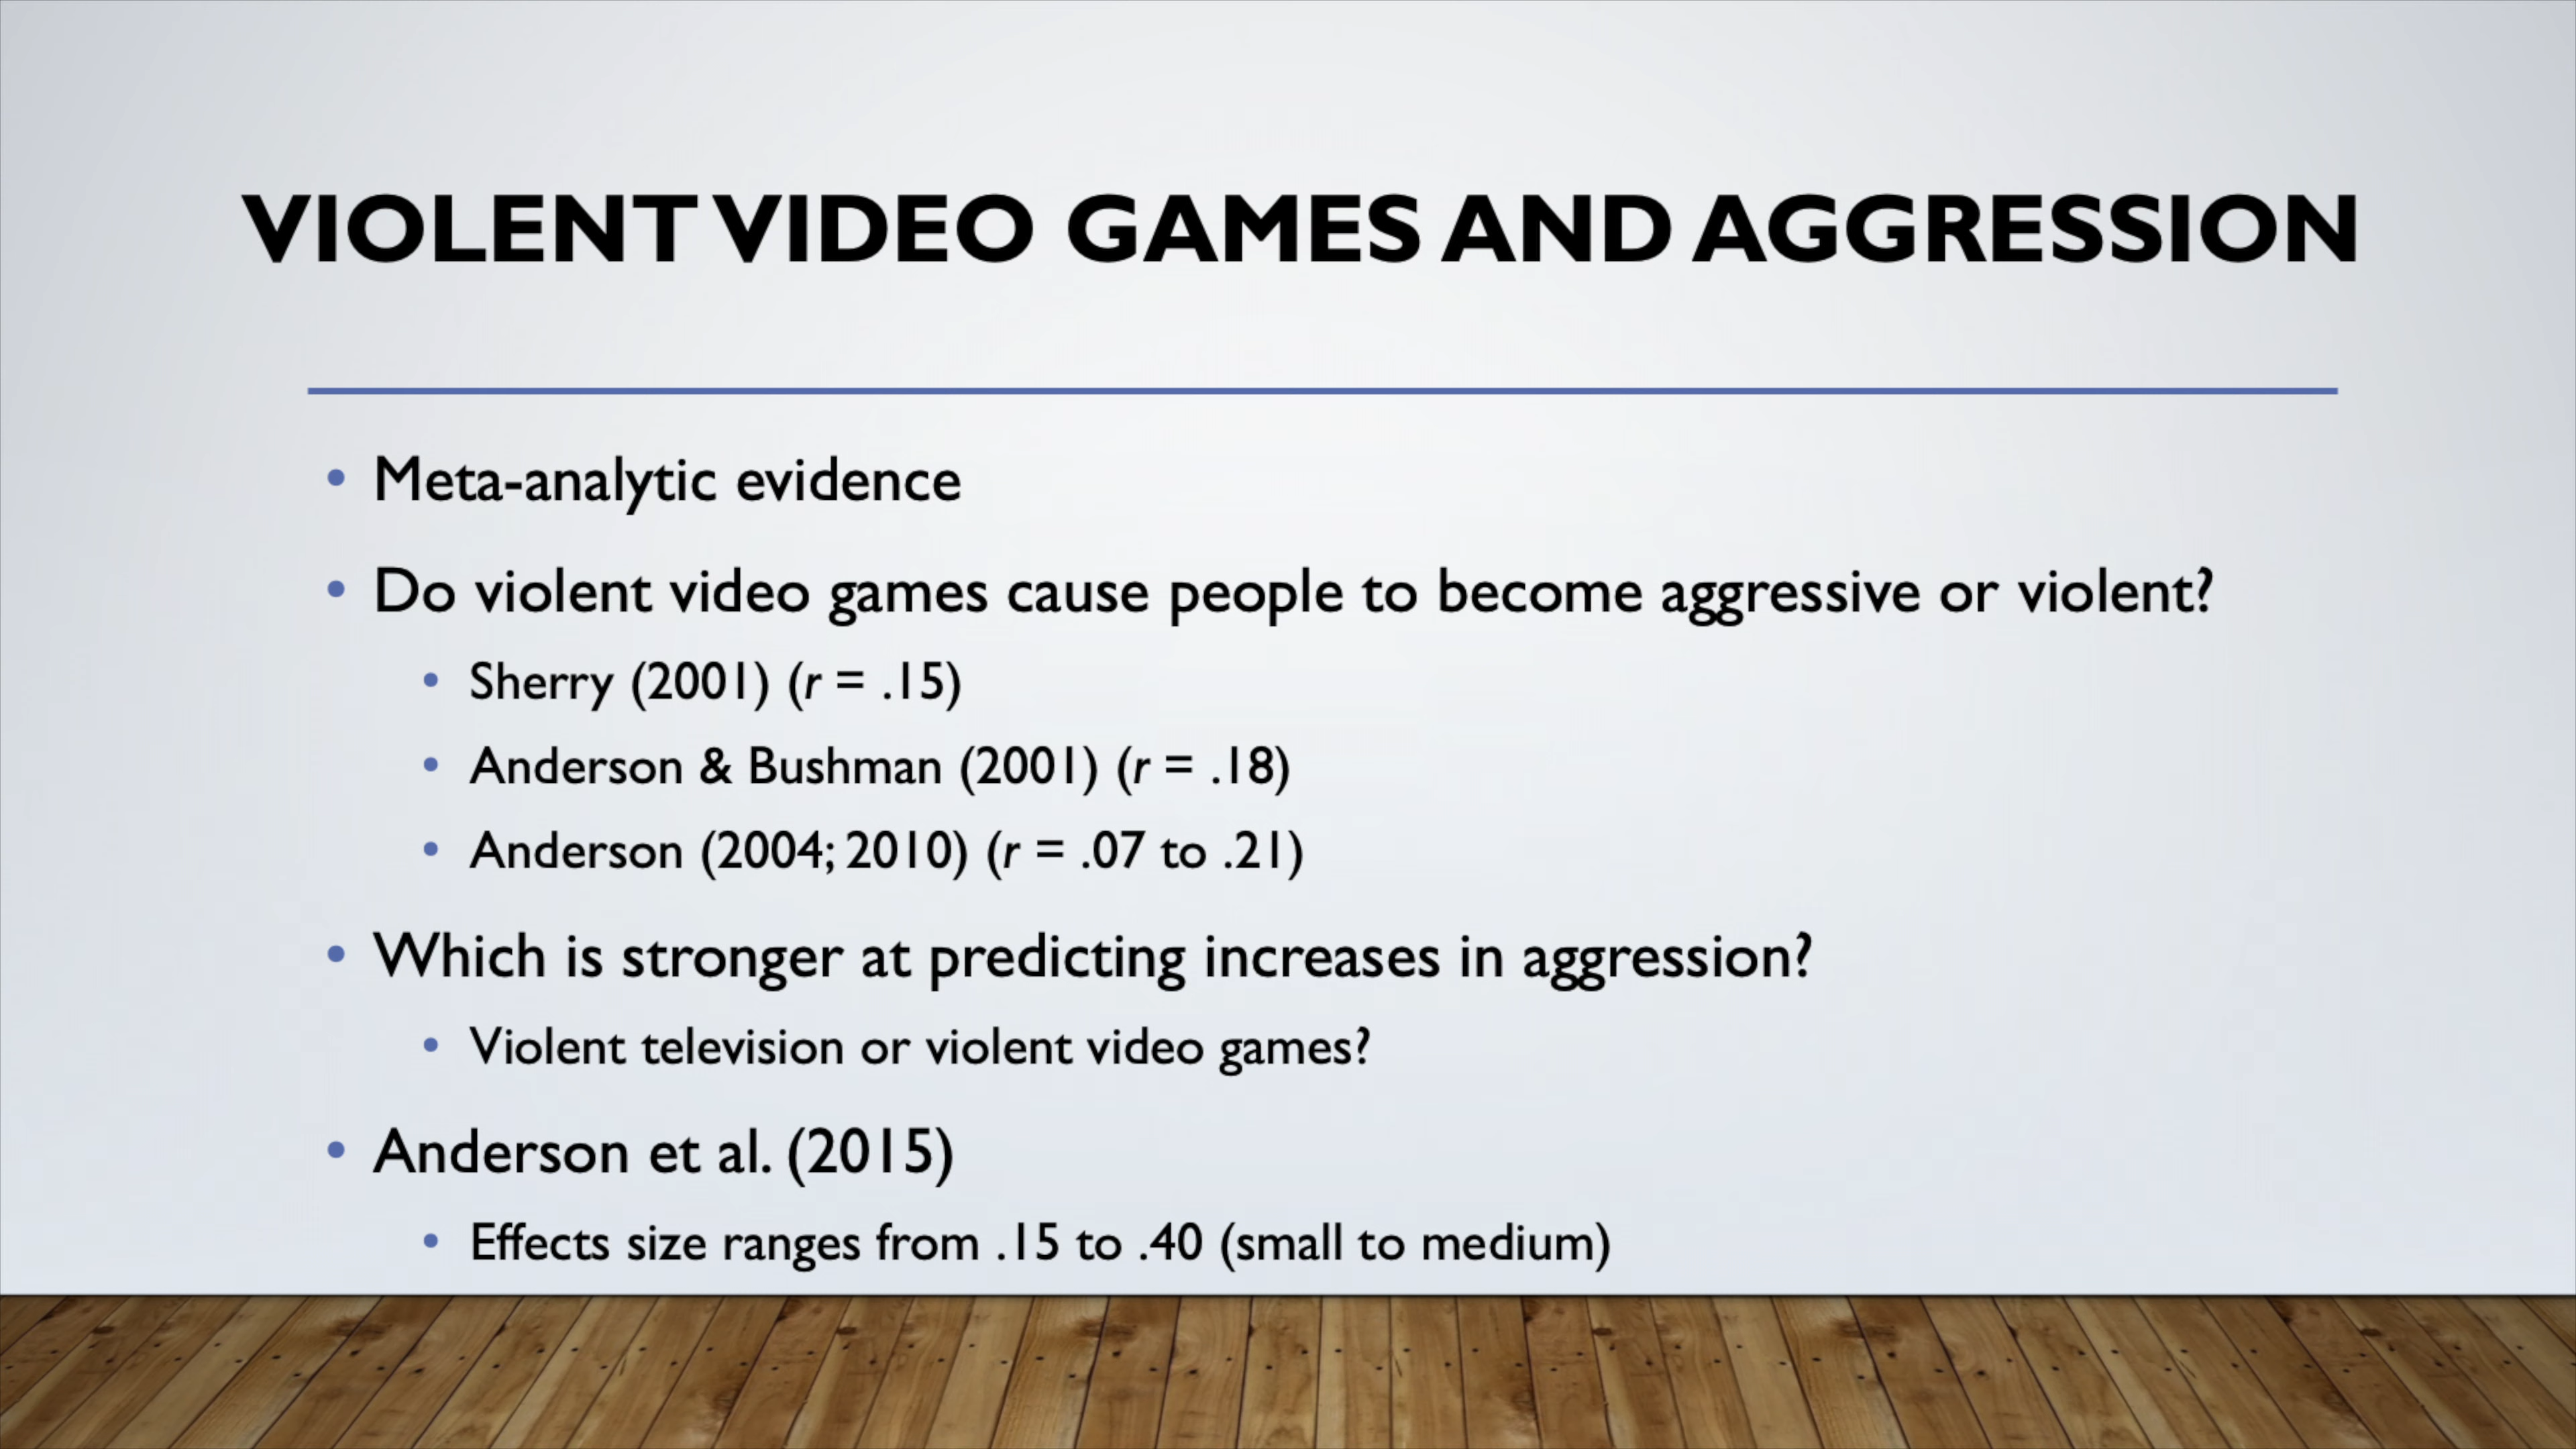 VIOLENT VIDEO GAMES AND AGGRESSION
• Meta-analytic evidence
• Do violent video games cause people to become aggressive or violent?
• Sherry (2001) (r = .15)
• Anderson & Bushman (2001) (r = .18)
• Anderson (2004; 2010) (r = .07 to .21)
• Which is stronger at predicting increases in aggression?
• Violent television or violent video games?
• Anderson et al. (2015)
• Effects size ranges from .15 to .40 (small to medium)